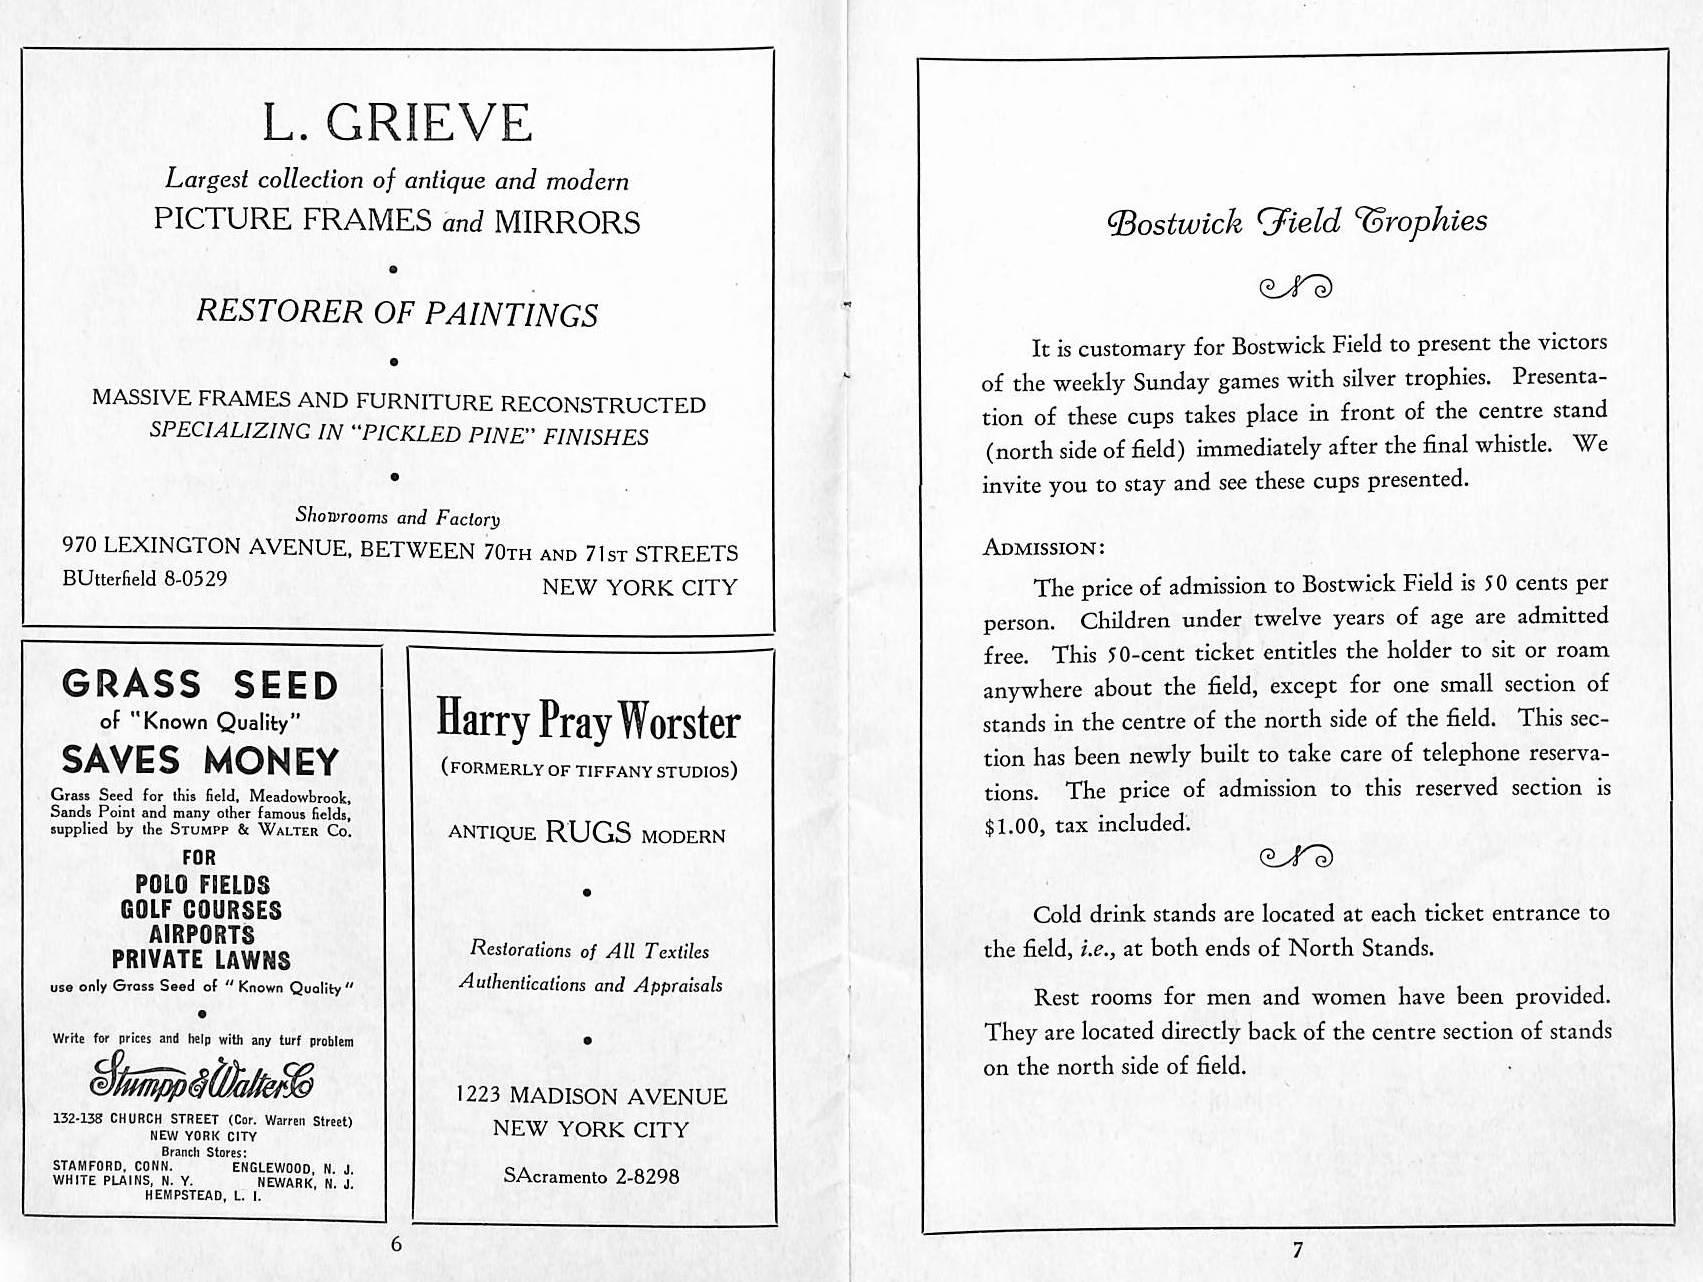 L. GRIEVE
Largest collection of antique and modern
PICTURE FRAMES and MIRRORS
•
RESTORER OF PAINTINGS
•
MASSIVE FRAMES AND FURNITURE RECONSTRUCTED
SPECIALIZING IN “PICKLED PINE” FINISHES
•
Showrooms and Factory
970 LEXINGTON AVENUE, BETWEEN 70TH AND 71ST STREETS
BUtterfield 8-0529 NEW YORK CITY
GRASS SEED
of "Known Quality"
SAVES MONEY
Grass Seed for this field, Meadowbrook,
Sands Point and many other famous fields,
supplied by the STUMPP & WALTER CO.
FOR
POLO FIELDS
GOLF COURSES
AIRPORTS
PRIVATE LAWNS
use only Grass Seed of "Known Quality"
•
Write for prices and help with any turf problem
Stumpp & Walter Co
132-138 CHURCH STREET (Cor. Warren Street)
NEW YORK CITY
Branch Stores:
STAMFORD, CONN. ENGLEWOOD, N. J.
WHITE PLAINS, N. Y. NEWARK, N. J.
HEMPSTEAD, L. I.
Harry Pray Worster
(FORMERLY OF TIFFANY STUDIOS)
ANTIQUE RUGS MODERN
•
Restorations of All Textiles
Authentications and Appraisals
•
1223 MADISON AVENUE
NEW YORK CITY
SAcramento 2-8298
6
Bostwick Field Trophies
It is customary for Bostwick Field to present the victors
of the weekly Sunday games with silver trophies. Presenta-
tion of these cups takes place in front of the centre stand
(north side of field) immediately after the final whistle. We
invite you to stay and see these cups presented.
ADMISSION:
The price of admission to Bostwick Field is 50 cents per
person. Children under twelve years of age are admitted
free. This 50-cent ticket entitles the holder to sit or roam
anywhere about the field, except for one small section of
stands in the centre of the north side of the field. This sec-
tion has been newly built to take care of telephone reserva-
tions. The price of admission to this reserved section is
$1.00, tax included.
Cold drink stands are located at each ticket entrance to
the field, i.e., at both ends of North Stands.
Rest rooms for men and women have been provided.
They are located directly back of the centre section of stands
on the north side of field.
7